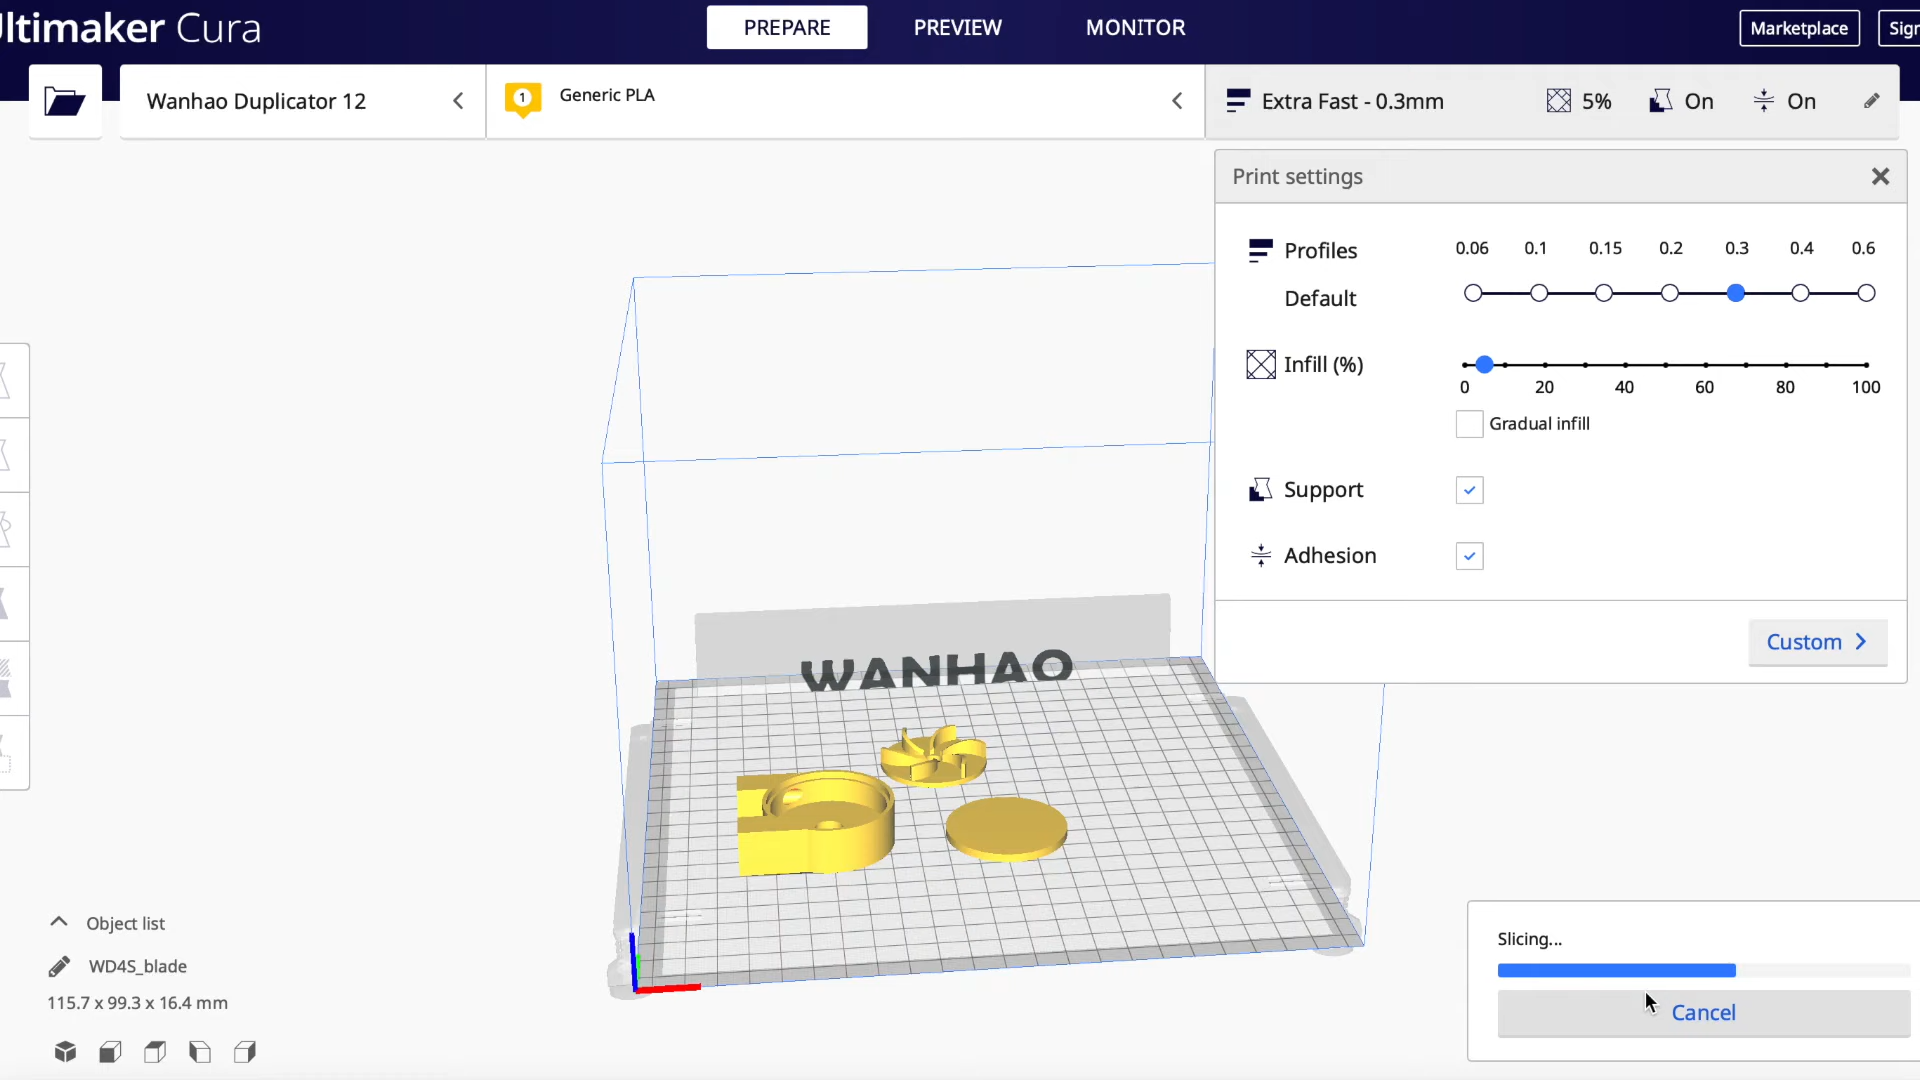 ltimaker Cura
PREPARE
PREVIEW
MONITOR
Marketplace
Sign
Wanhao Duplicator 12
1
Generic PLA
Extra Fast - 0.3mm
5%
On
On
Print settings
Profiles
0.06 0.1 0.15 0.2 0.3 0.4 0.6
Default
Infill (%)
0 20 40 60 80 100
Gradual infill
Support
Adhesion
Custom
WANHAO
Object list
WD4S_blade
115.7 x 99.3 x 16.4 mm
Slicing...
Cancel